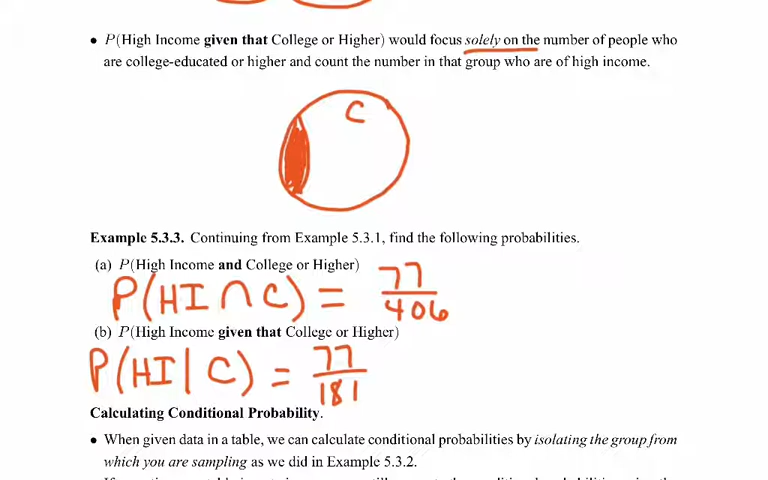 • P(High Income given that College or Higher) would focus solely on the number of people who
are college-educated or higher and count the number in that group who are of high income.
C
Example 5.3.3. Continuing from Example 5.3.1, find the following probabilities.
(a) P(High Income and College or Higher)
P(HI ∩ C) = 77/406
(b) P(High Income given that College or Higher)
P(HI | C) = 77/181
Calculating Conditional Probability.
• When given data in a table, we can calculate conditional probabilities by isolating the group from
which you are sampling as we did in Example 5.3.2.